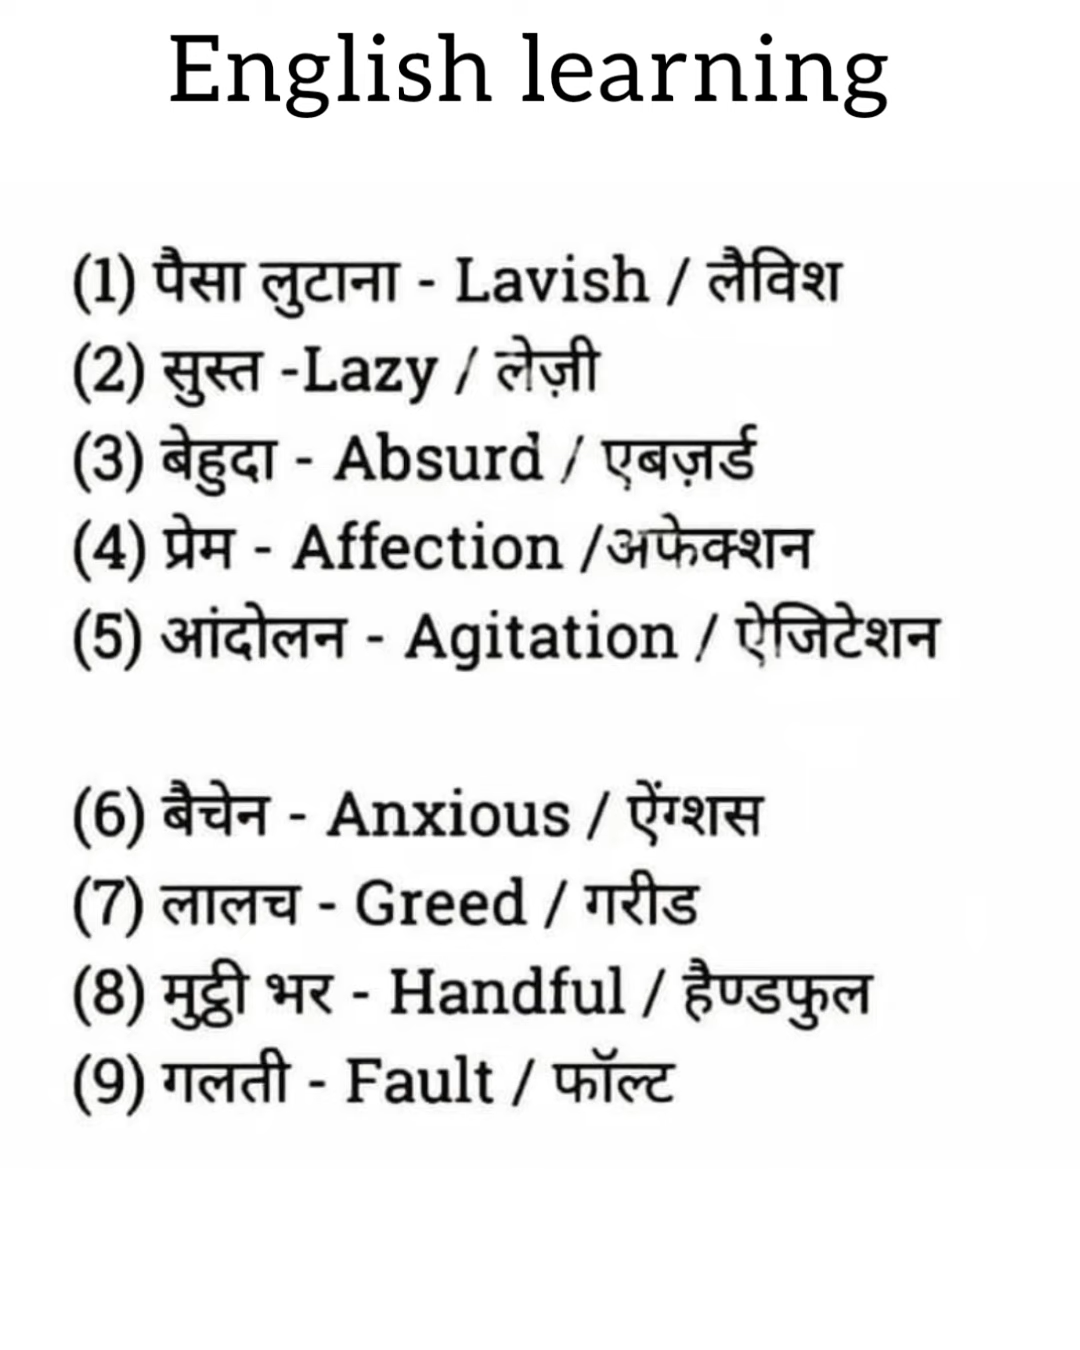 English learning
(1) पैसा लुटाना - Lavish / लैविश
(2) सुस्त -Lazy / लेज़ी
(3) बेहुदा - Absurd / एबज़र्ड
(4) प्रेम - Affection /अफेक्शन
(5) आंदोलन - Agitation / ऐजिटेशन
(6) बैचेन - Anxious / ऐंग्शस
(7) लालच - Greed / गरीड
(8) मुट्ठी भर - Handful / हैण्डफुल
(9) गलती - Fault / फॉल्ट